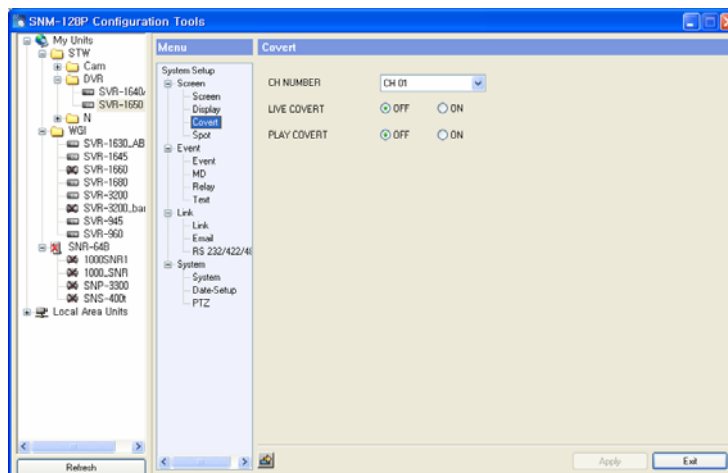 SNM-128P Configuration Tools
My Units
STW
Cam
DVR
SVR-1640
SVR-1650
N
WGI
SVR-1630_AB
SVR-1645
SVR-1660
SVR-1680
SVR-3200
SVR-3200_bar
SVR-945
SVR-960
SNR-64B
1000SNR1
1000_SNR
SNP-3300
SNS-400t
Local Area Units
Refresh
Menu
System Setup
Screen
Screen
Display
Covert
Spot
Event
Event
MD
Relay
Text
Link
Link
Email
RS 232/422/48
System
System
Date-Setup
PTZ
Covert
CH NUMBER CH 01
LIVE COVERT OFF ON
PLAY COVERT OFF ON
Apply Exit